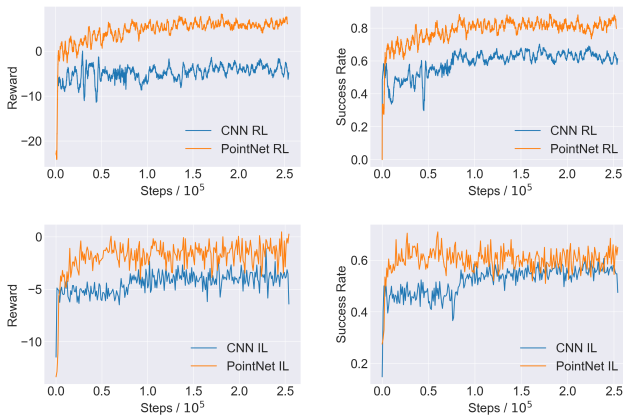 Reward
0
−10
−20
CNN RL
PointNet RL
0.0 0.5 1.0 1.5 2.0 2.5
Steps / 10⁵
Success Rate
0.8
0.6
0.4
0.2
0.0
CNN RL
PointNet RL
0.0 0.5 1.0 1.5 2.0 2.5
Steps / 10⁵
Reward
0
−5
−10
CNN IL
PointNet IL
0.0 0.5 1.0 1.5 2.0 2.5
Steps / 10⁵
Success Rate
0.6
0.4
0.2
CNN IL
PointNet IL
0.0 0.5 1.0 1.5 2.0 2.5
Steps / 10⁵